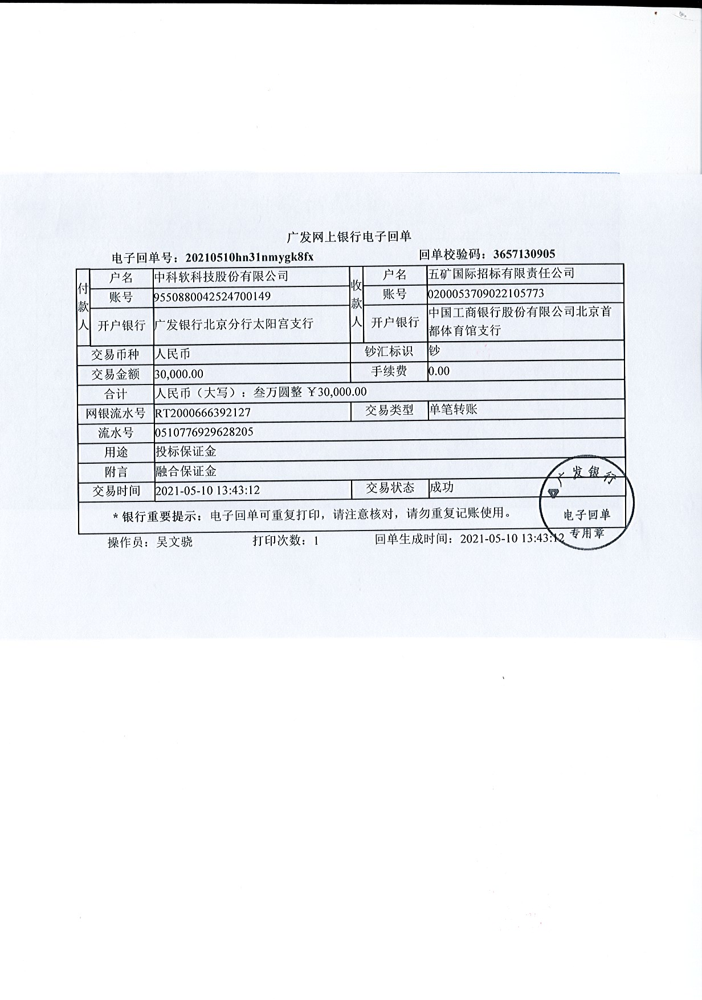 广发网上银行电子回单
电子回单号：20210510hn31nmygk8fx 回单校验码：3657130905
付款人 户名 中科软科技股份有限公司 收款人 户名 五矿国际招标有限责任公司
账号 9550880042524700149 账号 0200053709022105773
开户银行 广发银行北京分行太阳宫支行 开户银行 中国工商银行股份有限公司北京首
都体育馆支行
交易币种 人民币 钞汇标识 钞
交易金额 30,000.00 手续费 0.00
合计 人民币（大写）：叁万圆整 ￥30,000.00
网银流水号 RT2000666392127 交易类型 单笔转账
流水号 0510776929628205
用途 投标保证金
附言 融合保证金
交易时间 2021-05-10 13:43:12 交易状态 成功
* 银行重要提示：电子回单可重复打印，请注意核对，请勿重复记账使用。
操作员：吴文骁 打印次数：1 回单生成时间：2021-05-10 13:43:12
广发银行
电子回单
专用章